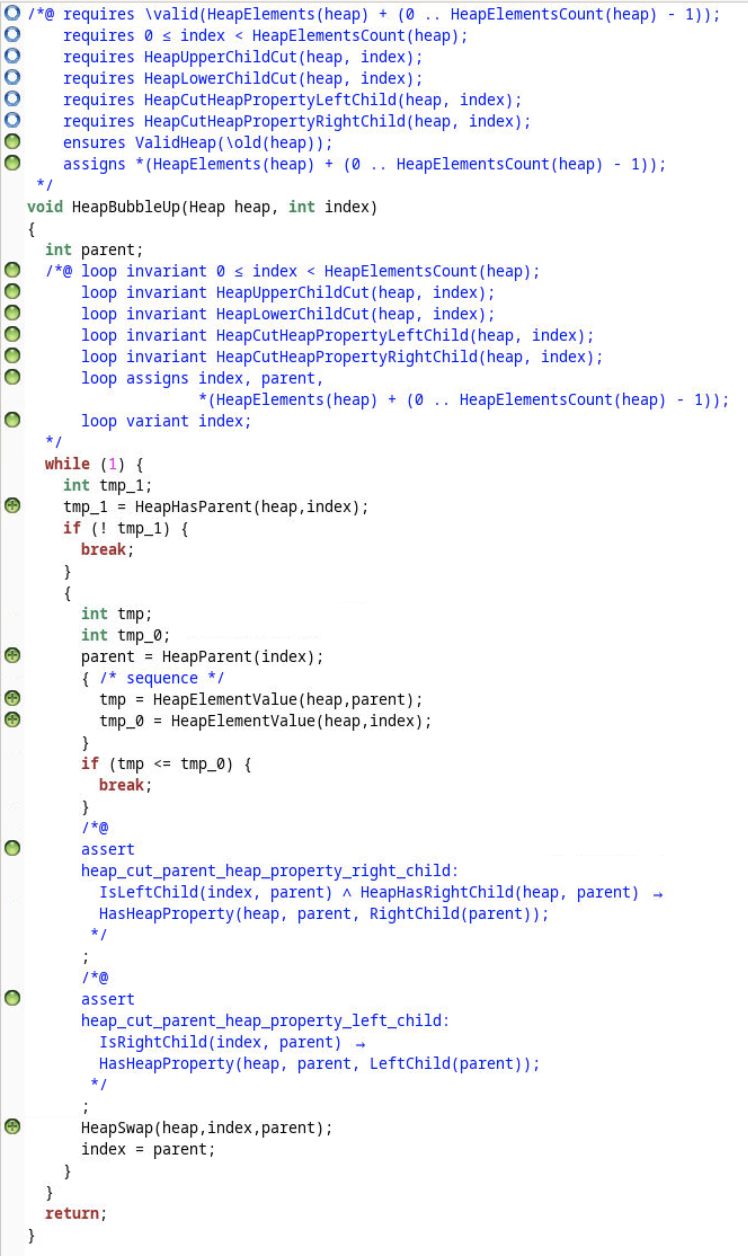 /*@ requires \valid(HeapElements(heap) + (0 .. HeapElementsCount(heap) - 1));
    requires 0 ≤ index < HeapElementsCount(heap);
    requires HeapUpperChildCut(heap, index);
    requires HeapLowerChildCut(heap, index);
    requires HeapCutHeapPropertyLeftChild(heap, index);
    requires HeapCutHeapPropertyRightChild(heap, index);
    ensures ValidHeap(\old(heap));
    assigns *(HeapElements(heap) + (0 .. HeapElementsCount(heap) - 1));
 */
void HeapBubbleUp(Heap heap, int index)
{
  int parent;
  /*@ loop invariant 0 ≤ index < HeapElementsCount(heap);
      loop invariant HeapUpperChildCut(heap, index);
      loop invariant HeapLowerChildCut(heap, index);
      loop invariant HeapCutHeapPropertyLeftChild(heap, index);
      loop invariant HeapCutHeapPropertyRightChild(heap, index);
      loop assigns index, parent,
                   *(HeapElements(heap) + (0 .. HeapElementsCount(heap) - 1));
      loop variant index;
  */
  while (1) {
    int tmp_1;
    tmp_1 = HeapHasParent(heap,index);
    if (! tmp_1) {
      break;
    }
    {
      int tmp;
      int tmp_0;
      parent = HeapParent(index);
      { /* sequence */
        tmp = HeapElementValue(heap,parent);
        tmp_0 = HeapElementValue(heap,index);
      }
      if (tmp <= tmp_0) {
        break;
      }
      /*@
      assert
      heap_cut_parent_heap_property_right_child:
        IsLeftChild(index, parent) ∧ HeapHasRightChild(heap, parent) →
        HasHeapProperty(heap, parent, RightChild(parent));
       */
      ;
      /*@
      assert
      heap_cut_parent_heap_property_left_child:
        IsRightChild(index, parent) →
        HasHeapProperty(heap, parent, LeftChild(parent));
       */
      ;
      HeapSwap(heap,index,parent);
      index = parent;
    }
  }
  return;
}